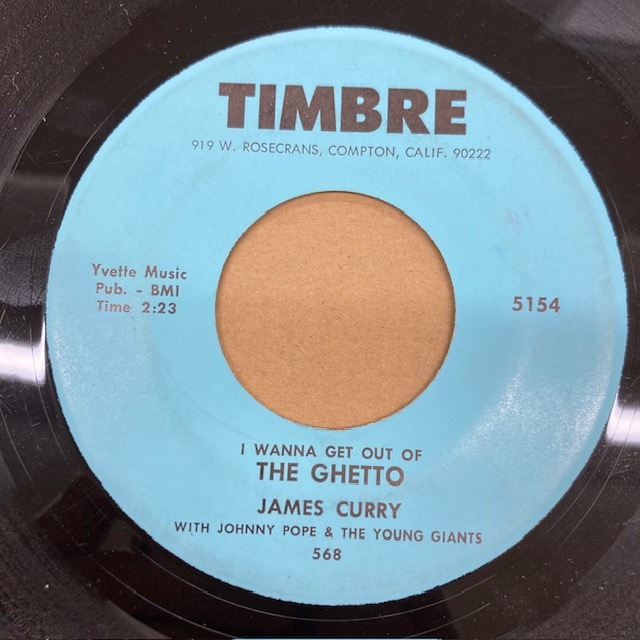 TIMBRE
919 W. ROSECRANS, COMPTON, CALIF. 90222
Yvette Music
Pub. - BMI
Time 2:23
5154
I WANNA GET OUT OF
THE GHETTO
JAMES CURRY
WITH JOHNNY POPE & THE YOUNG GIANTS
568